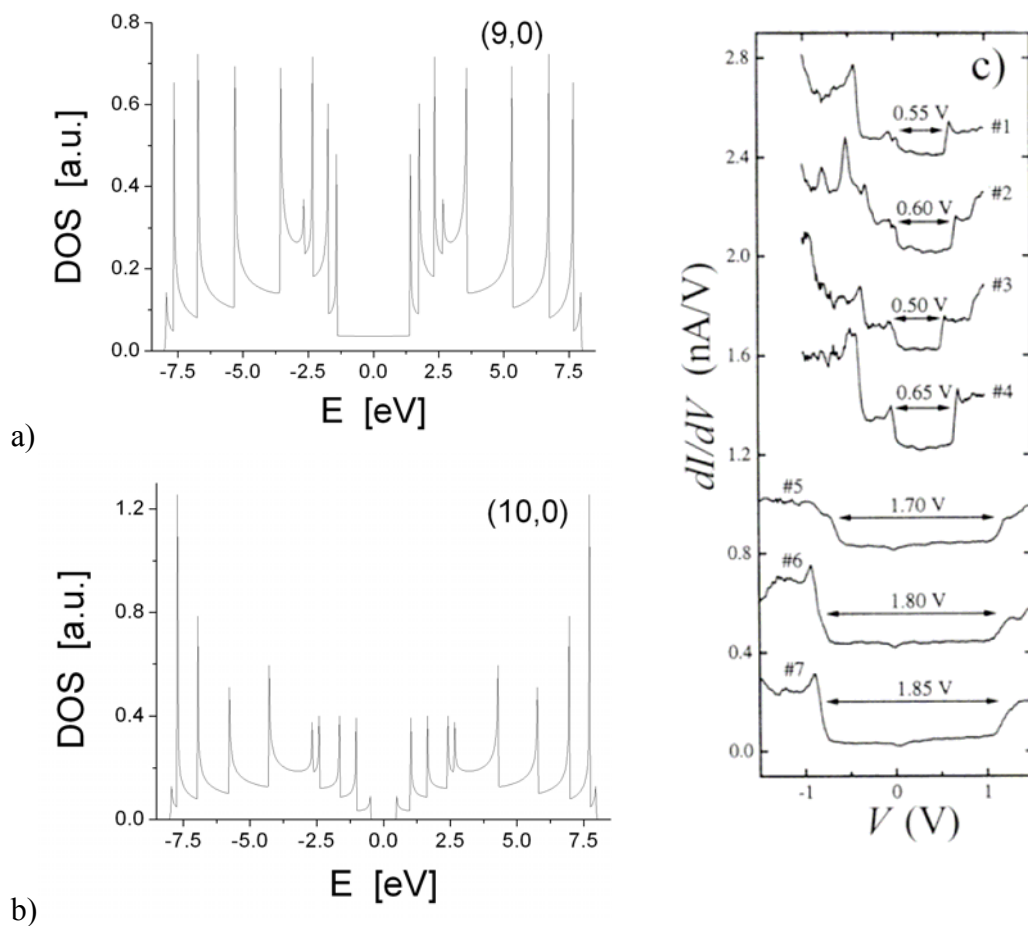 0.8
0.6
0.4
0.2
0.0
DOS [a.u.]
(9,0)
-7.5 -5.0 -2.5 0.0 2.5 5.0 7.5
E [eV]
a)
1.2
0.8
0.4
0.0
DOS [a.u.]
(10,0)
-7.5 -5.0 -2.5 0.0 2.5 5.0 7.5
E [eV]
b)
c)
2.8
2.4
2.0
1.6
1.2
0.8
0.4
0.0
dI/dV (nA/V)
0.55 V
#1
0.60 V
#2
0.50 V
#3
0.65 V
#4
#5
1.70 V
#6
1.80 V
#7
1.85 V
-1 0 1
V (V)